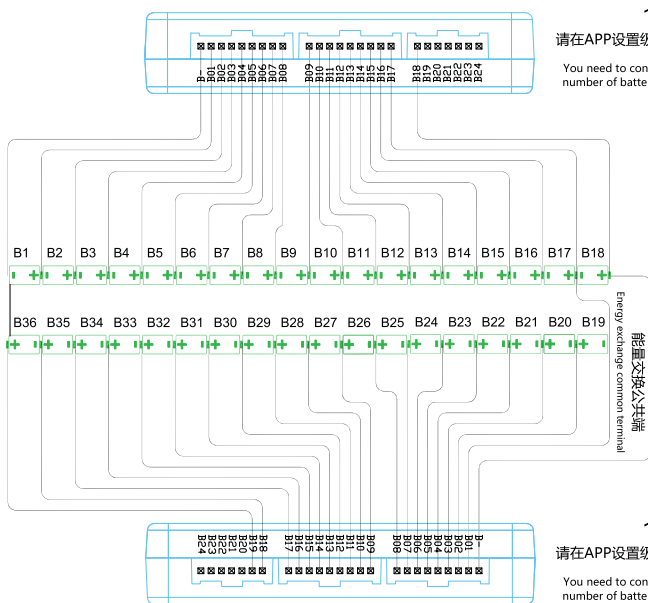 请在APP设置级
You need to con
number of batte
B- B01 B02 B03 B04 B05 B06 B07 B08 B09 B10 B11 B12 B13 B14 B15 B16 B17 B18 B19 B20 B21 B22 B23 B24
B1 B2 B3 B4 B5 B6 B7 B8 B9 B10 B11 B12 B13 B14 B15 B16 B17 B18
B36 B35 B34 B33 B32 B31 B30 B29 B28 B27 B26 B25 B24 B23 B22 B21 B20 B19
能量交换公共端
Energy exchange common terminal
B24 B23 B22 B21 B20 B19 B18 B17 B16 B15 B14 B13 B12 B11 B10 B09 B08 B07 B06 B05 B04 B03 B02 B01 B-
请在APP设置级
You need to con
number of batte